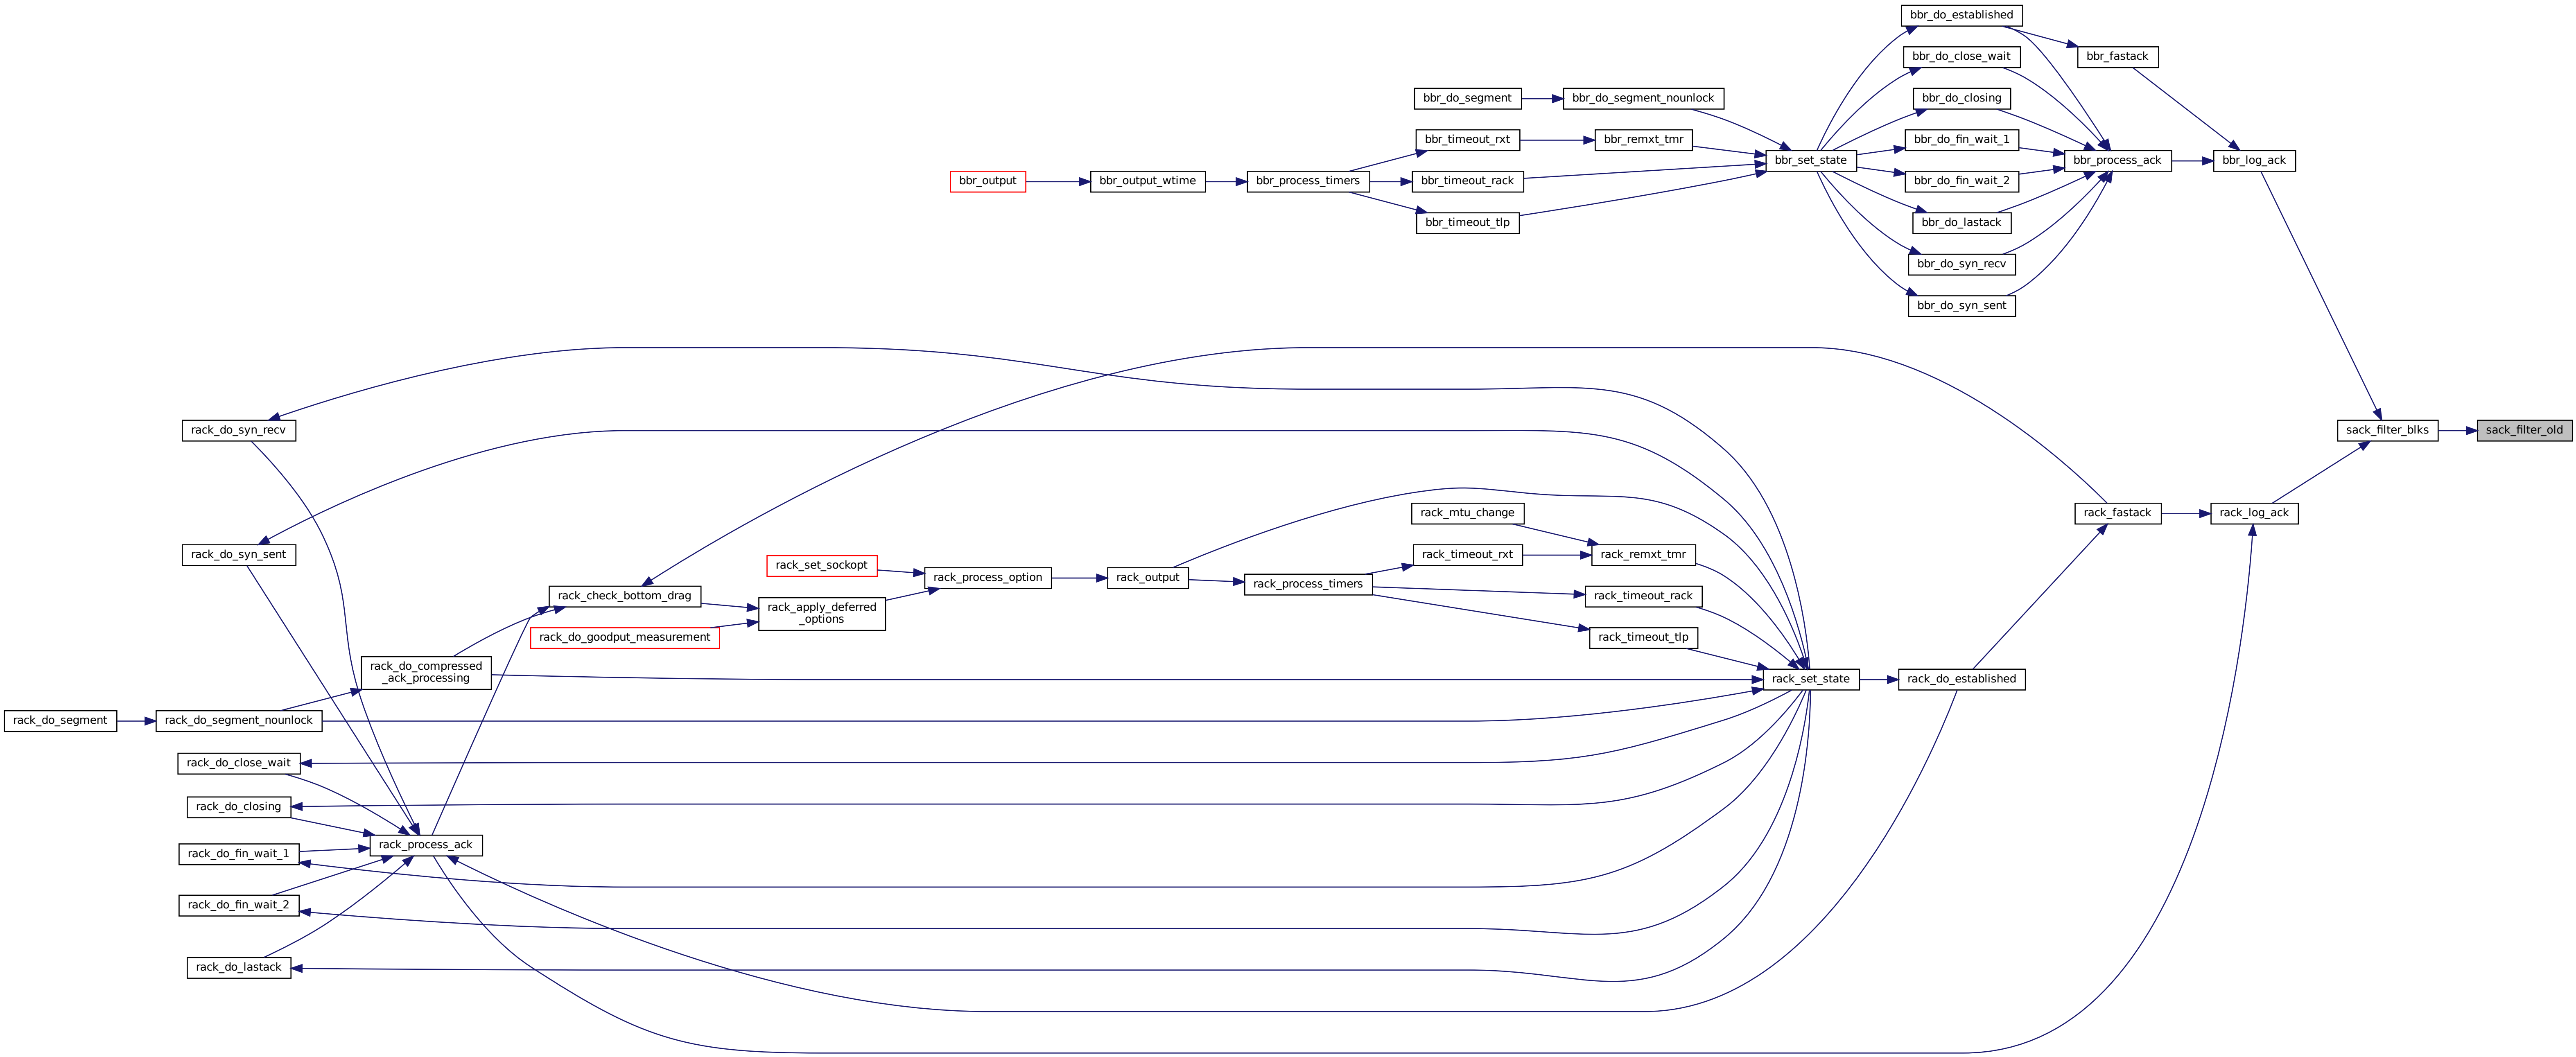 bbr_do_established
bbr_do_close_wait
bbr_fastack
bbr_do_segment
bbr_do_segment_nounlock
bbr_do_closing
bbr_timeout_rxt
bbr_remxt_tmr
bbr_do_fin_wait_1
bbr_set_state
bbr_process_ack
bbr_log_ack
bbr_output
bbr_output_wtime
bbr_process_timers
bbr_timeout_rack
bbr_do_fin_wait_2
bbr_timeout_tlp
bbr_do_lastack
bbr_do_syn_recv
bbr_do_syn_sent
rack_do_syn_recv
sack_filter_blks
sack_filter_old
rack_mtu_change
rack_fastack
rack_log_ack
rack_do_syn_sent
rack_timeout_rxt
rack_remxt_tmr
rack_set_sockopt
rack_process_option
rack_output
rack_process_timers
rack_check_bottom_drag
rack_timeout_rack
rack_apply_deferred
_options
rack_do_goodput_measurement
rack_timeout_tlp
rack_do_compressed
_ack_processing
rack_set_state
rack_do_established
rack_do_segment
rack_do_segment_nounlock
rack_do_close_wait
rack_do_closing
rack_process_ack
rack_do_fin_wait_1
rack_do_fin_wait_2
rack_do_lastack